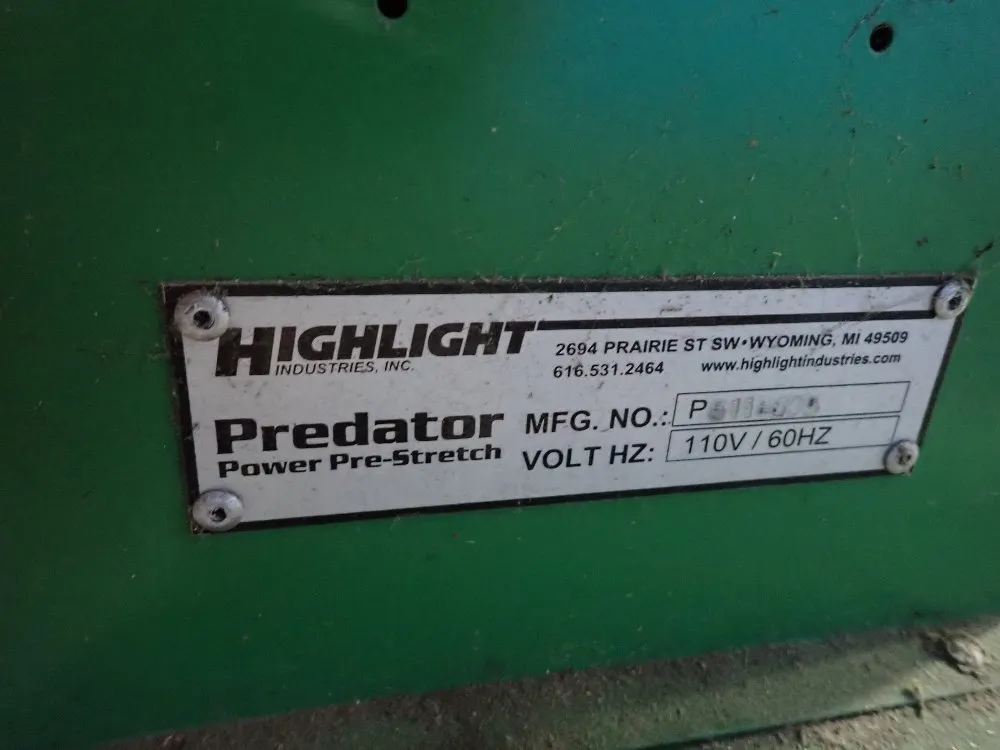 HIGHLIGHT
INDUSTRIES, INC.
2694 PRAIRIE ST SW•WYOMING, MI 49509
616.531.2464 www.highlightindustries.com
Predator
Power Pre-Stretch
MFG. NO.: P
VOLT HZ: 110V / 60HZ